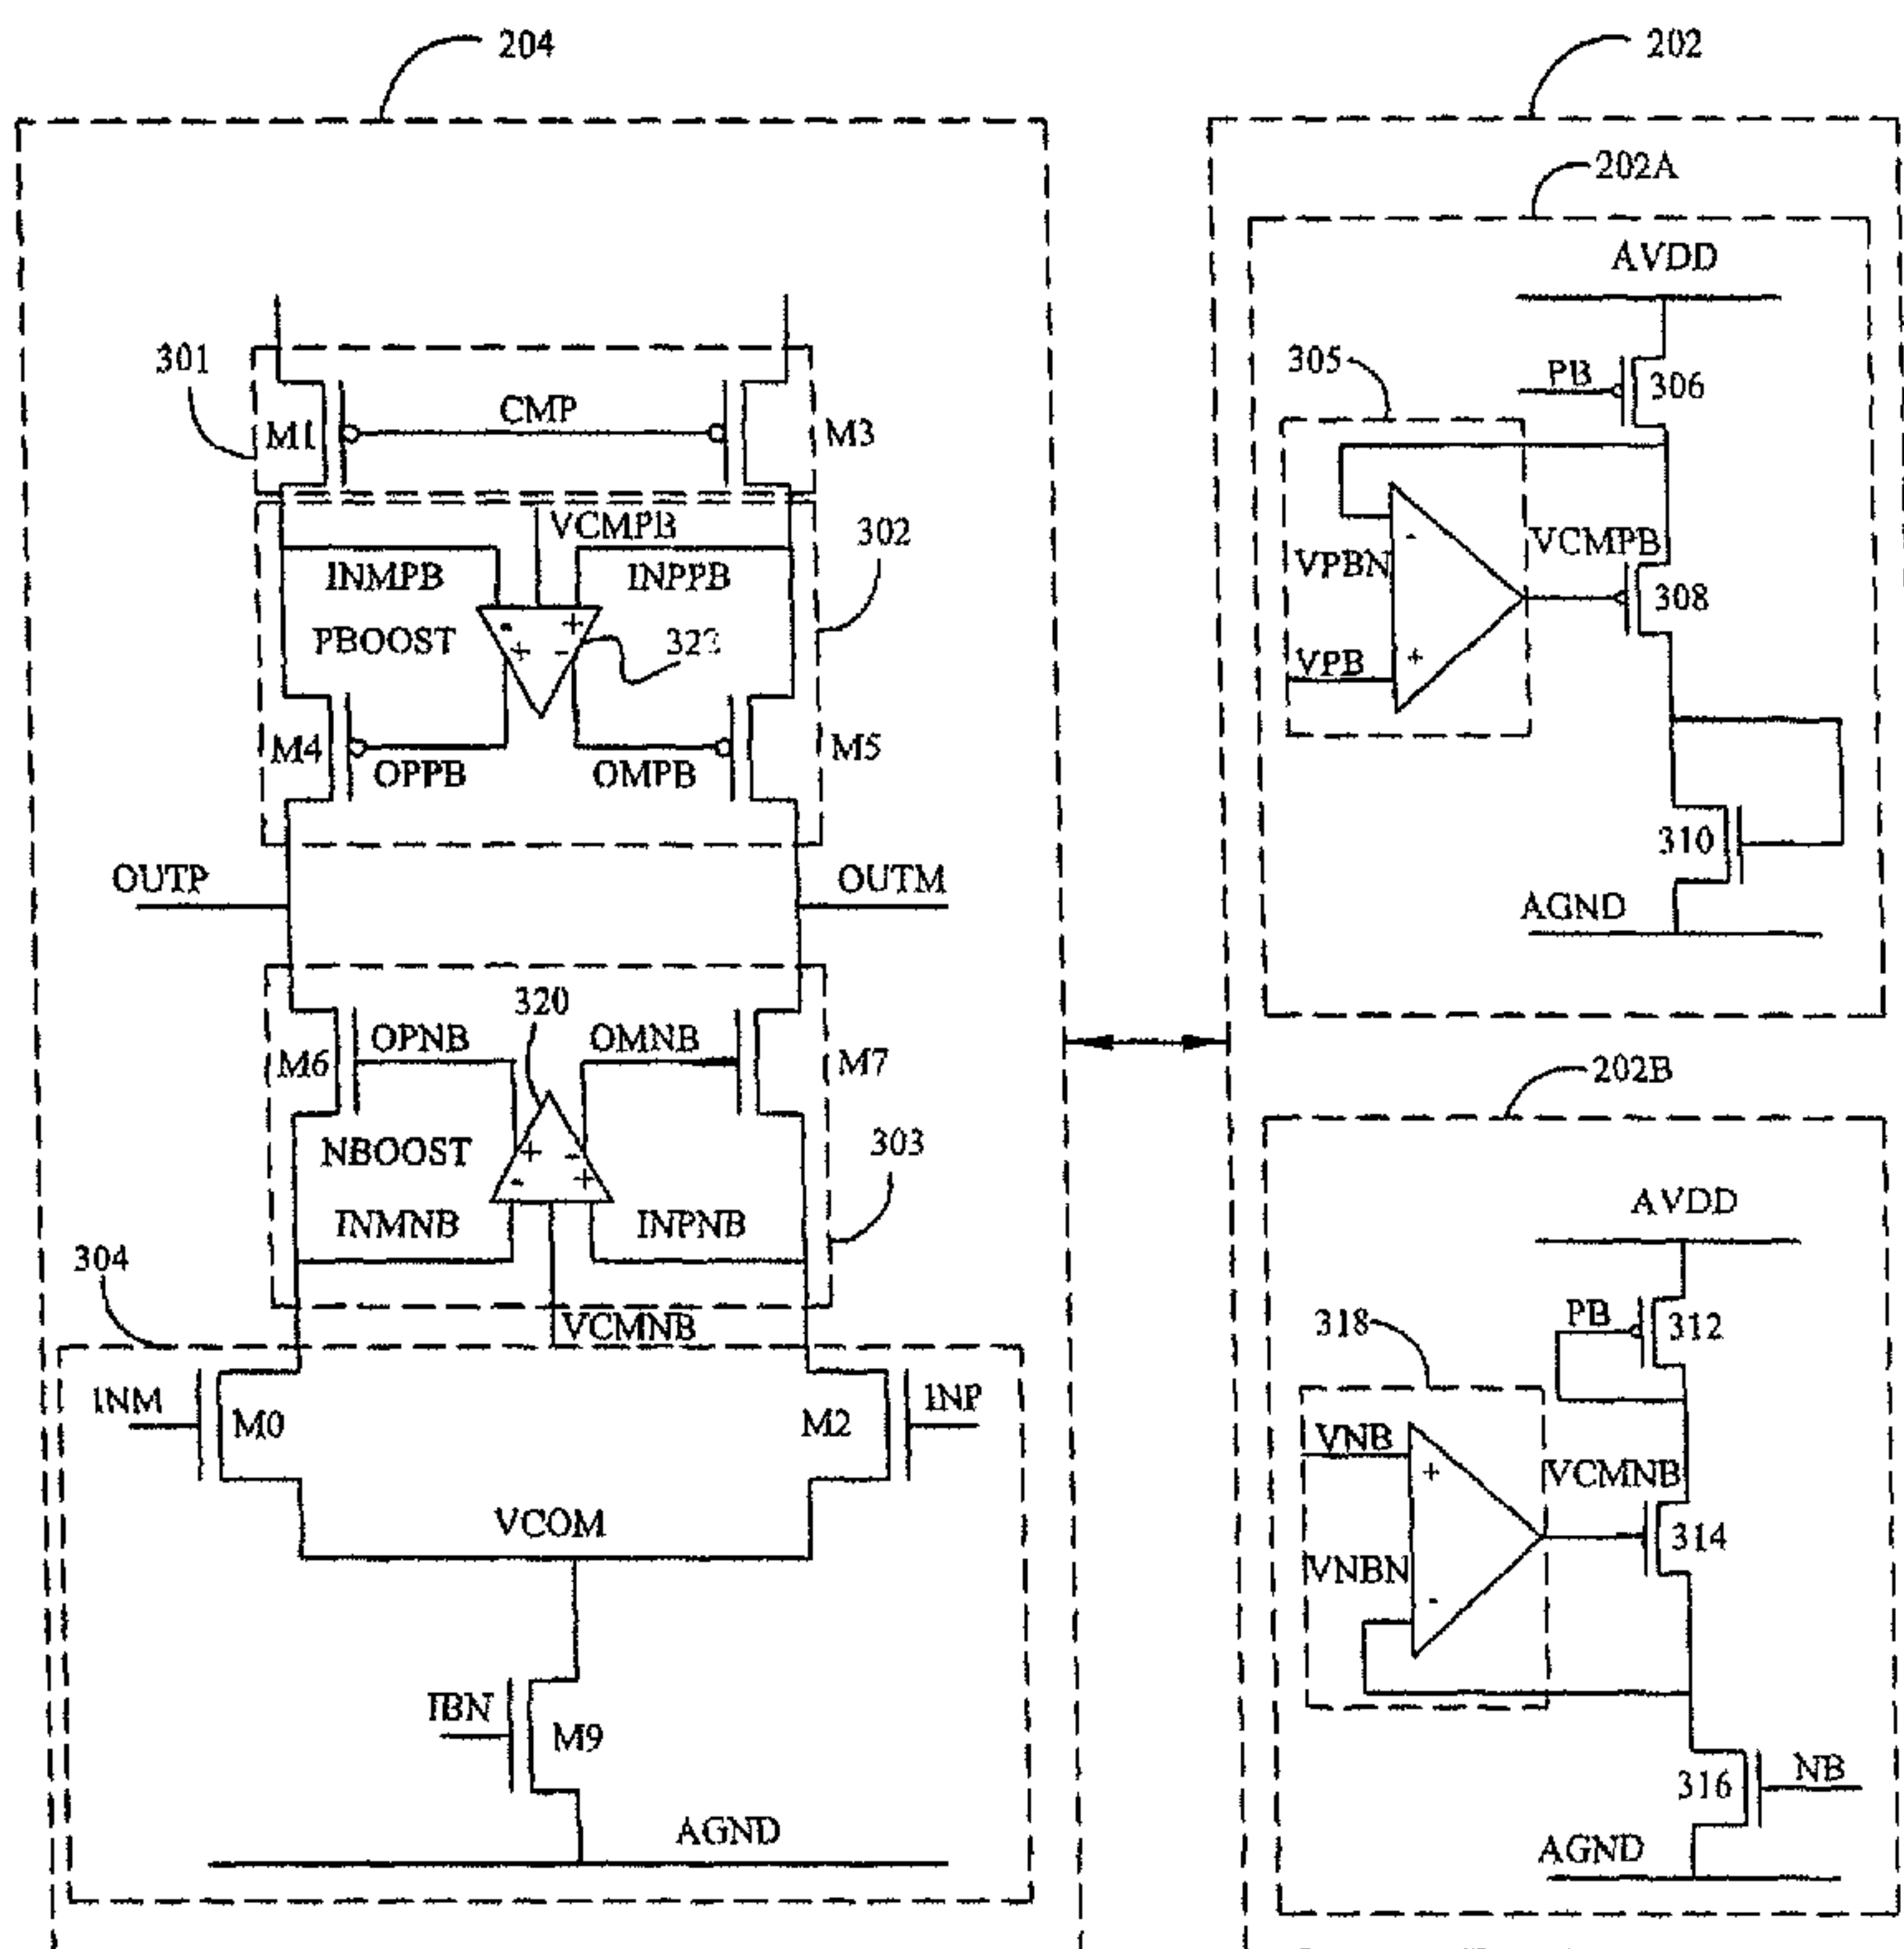 204
202
202A
AVDD
301
305
PB
306
M1
CMP
M3
VCMPB
302
INMPB
INPPB
VPBN
-
VCMPB
308
PBOOST
-
+
+
-
VPB
+
M4
OPPB
OMPB
M5
310
OUTP
OUTM
AGND
320
M6
OPNB
OMNB
M7
202B
NBOOST
+
-
-
+
303
INMNB
INPNB
AVDD
304
VCMNB
318
PB
312
INM
M0
M2
INP
VNB
+
VCMNB
314
VCOM
VNBN
-
IBN
M9
316
NB
AGND
AGND